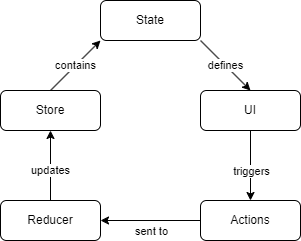 State
contains
defines
Store
UI
updates
triggers
Reducer
sent to
Actions